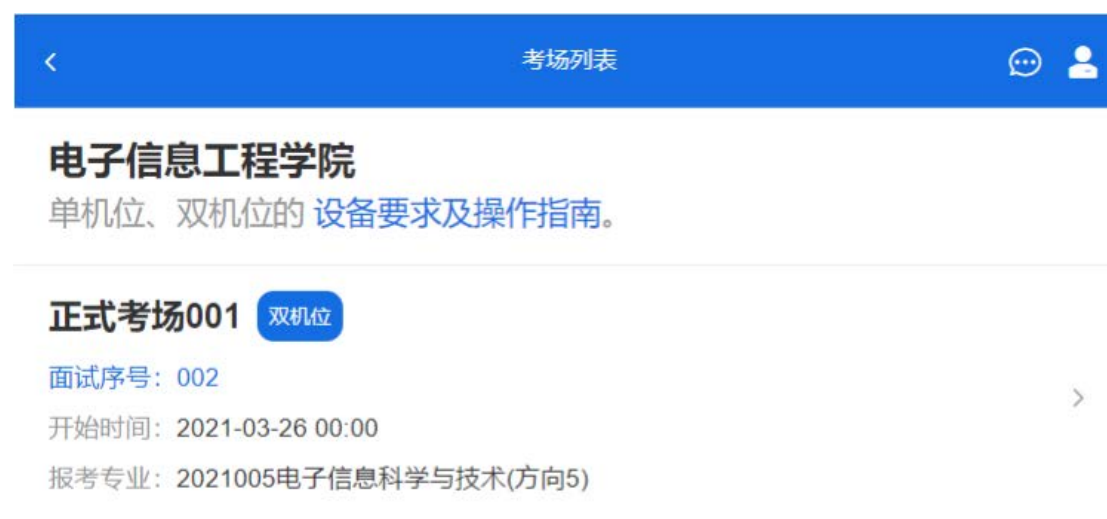 考场列表
电子信息工程学院
单机位、双机位的 设备要求及操作指南。
正式考场001 双机位
面试序号：002
开始时间：2021-03-26 00:00
报考专业：2021005电子信息科学与技术(方向5)